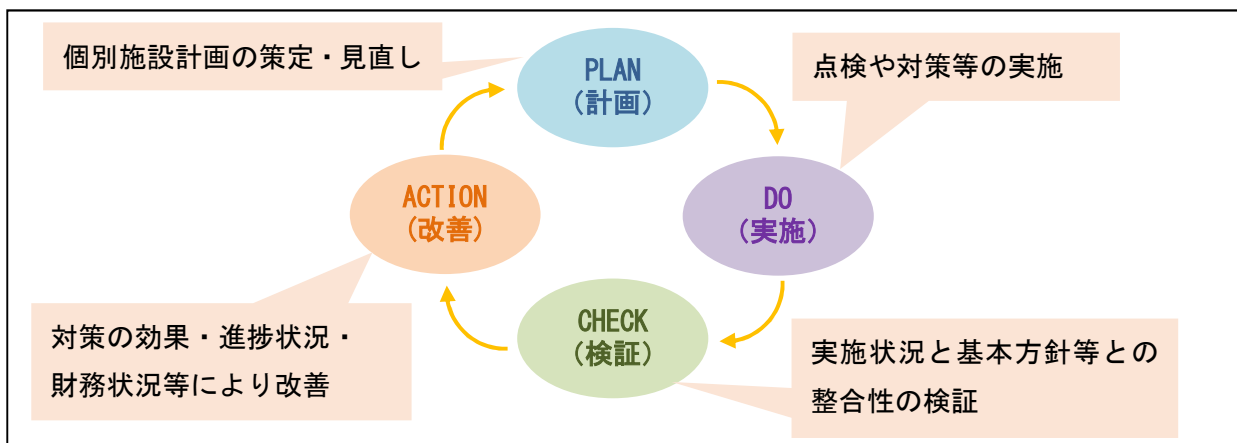 個別施設計画の策定・見直し
PLAN
(計画)
点検や対策等の実施
ACTION
(改善)
DO
(実施)
対策の効果・進捗状況・
財務状況等により改善
CHECK
(検証)
実施状況と基本方針等との
整合性の検証